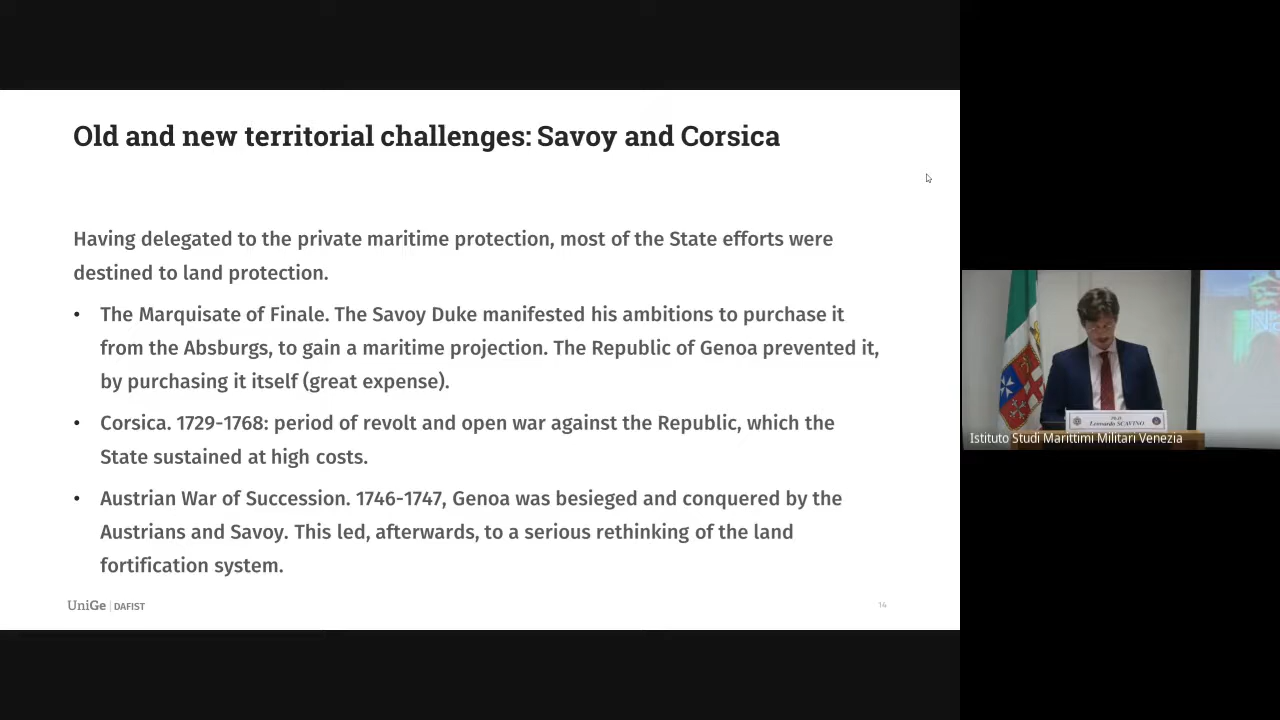 Old and new territorial challenges: Savoy and Corsica
Having delegated to the private maritime protection, most of the State efforts were
destined to land protection.
• The Marquisate of Finale. The Savoy Duke manifested his ambitions to purchase it
from the Absburgs, to gain a maritime projection. The Republic of Genoa prevented it,
by purchasing it itself (great expense).
• Corsica. 1729-1768: period of revolt and open war against the Republic, which the
State sustained at high costs.
• Austrian War of Succession. 1746-1747, Genoa was besieged and conquered by the
Austrians and Savoy. This led, afterwards, to a serious rethinking of the land
fortification system.
UniGe | DAFIST
14
Ph.D.
Leonardo SCAVINO
Istituto Studi Marittimi Militari Venezia